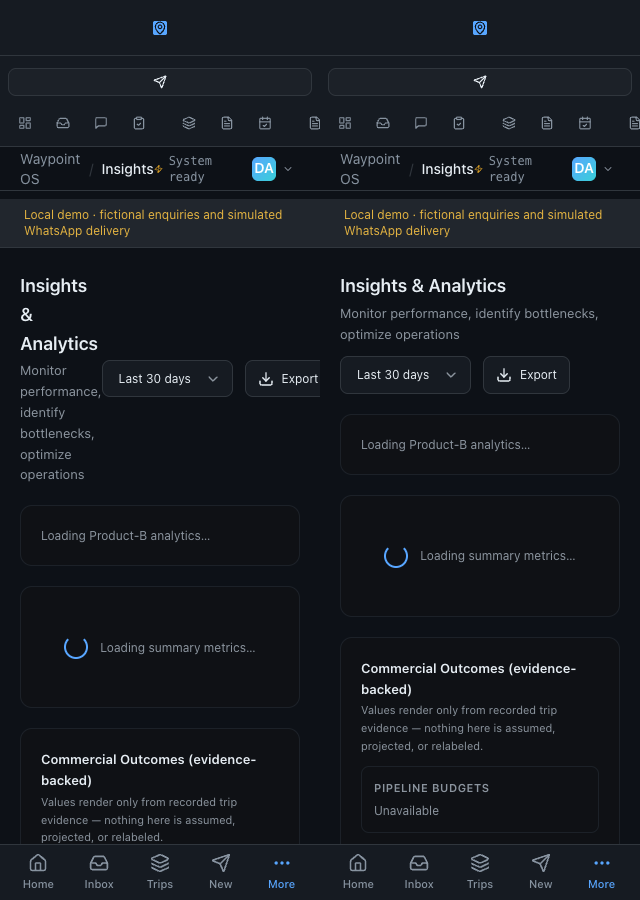 Waypoint
OS
/
Insights
System
ready
DA
Local demo · fictional enquiries and simulated
WhatsApp delivery
Insights
&
Analytics
Monitor
performance,
identify
bottlenecks,
optimize
operations
Last 30 days
Export
Loading Product-B analytics…
Loading summary metrics…
Commercial Outcomes (evidence-
backed)
Values render only from recorded trip
evidence — nothing here is assumed,
projected, or relabeled.
Home
Inbox
Trips
New
More
Waypoint
OS
/
Insights
System
ready
DA
Local demo · fictional enquiries and simulated
WhatsApp delivery
Insights & Analytics
Monitor performance, identify bottlenecks,
optimize operations
Last 30 days
Export
Loading Product-B analytics…
Loading summary metrics…
Commercial Outcomes (evidence-
backed)
Values render only from recorded trip
evidence — nothing here is assumed,
projected, or relabeled.
PIPELINE BUDGETS
Unavailable
Home
Inbox
Trips
New
More